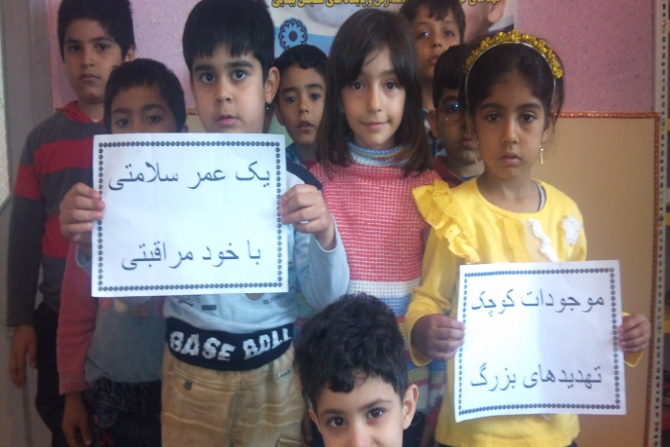 یک عمر سلامتی
با خود مراقبتی
موجودات کوچک
تهدیدهای بزرگ
BASE BALL